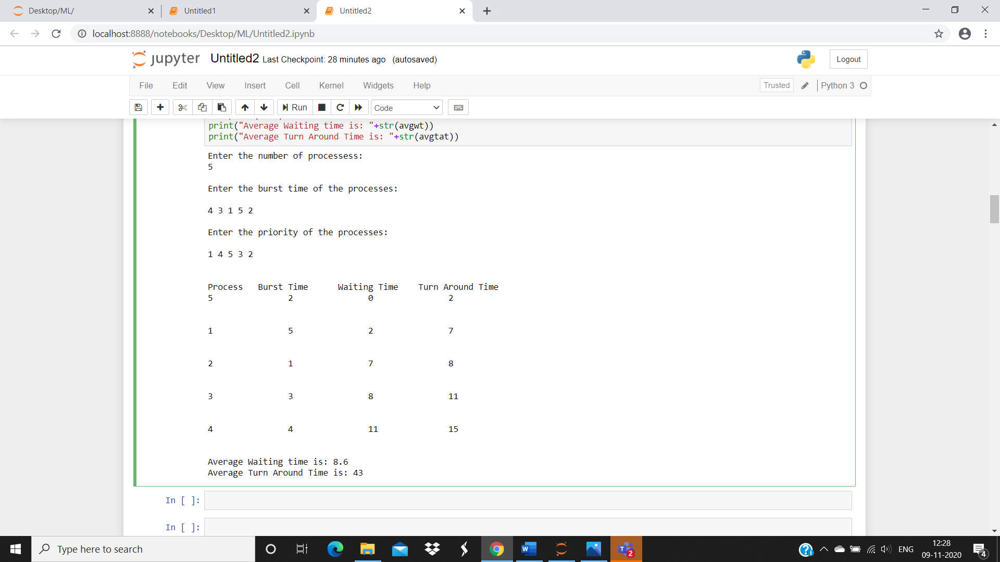 Desktop/ML/ Untitled1 Untitled2
localhost:8888/notebooks/Desktop/ML/Untitled2.ipynb
jupyter Untitled2 Last Checkpoint: 28 minutes ago (autosaved) Logout
File Edit View Insert Cell Kernel Widgets Help Trusted Python 3
Run Code
print("Average Waiting time is: "+str(avgwt))
print("Average Turn Around Time is: "+str(avgtat))
Enter the number of processess:
5
Enter the burst time of the processes:
4 3 1 5 2
Enter the priority of the processes:
1 4 5 3 2
Process Burst Time Waiting Time Turn Around Time
5 2 0 2
1 5 2 7
2 1 7 8
3 3 8 11
4 4 11 15
Average Waiting time is: 8.6
Average Turn Around Time is: 43
In [ ]:
In [ ]:
Type here to search
ENG
12:28
09-11-2020
4
2